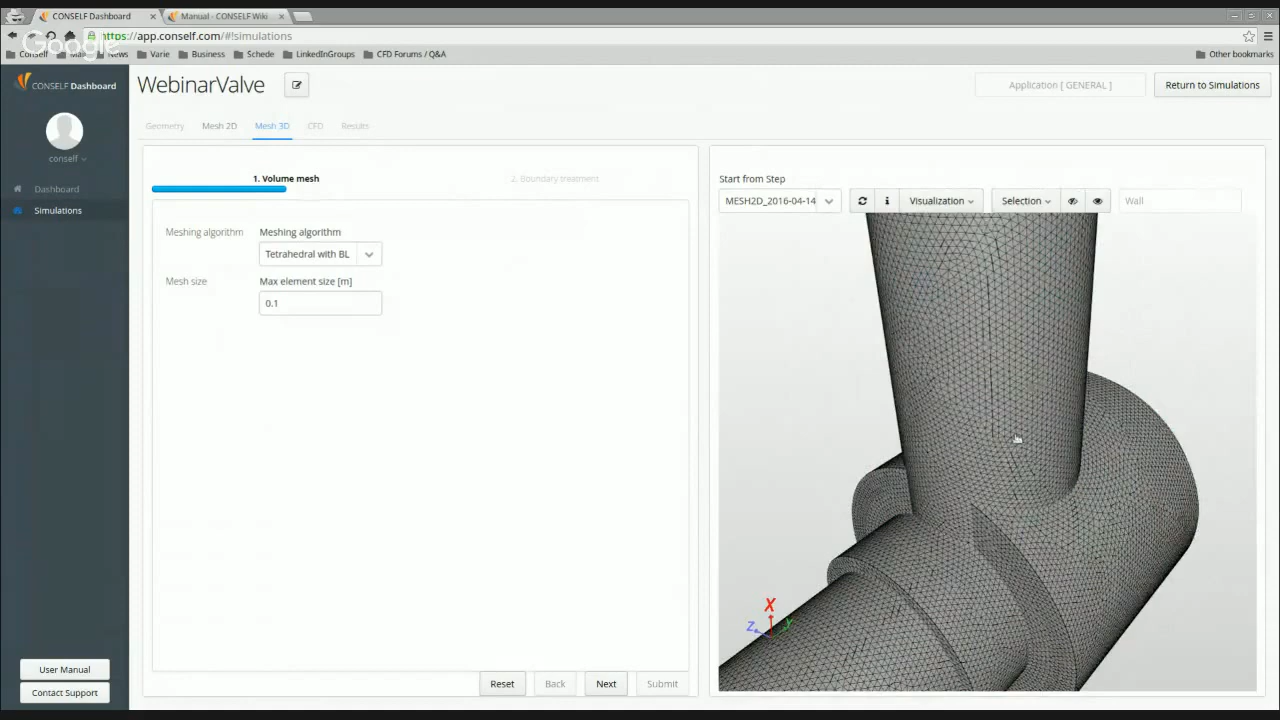 CONSELF Dashboard
Manual - CONSELF Wiki
Google
https://app.conself.com/#!simulations
Conself
News
Varie
Business
Schede
LinkedInGroups
CFD Forums / Q&A
Other bookmarks
CONSELF Dashboard
WebinarValve
Application [ GENERAL ]
Return to Simulations
conself
Dashboard
Simulations
Geometry
Mesh 2D
Mesh 3D
CFD
Results
1. Volume mesh
2. Boundary treatment
Meshing algorithm
Meshing algorithm
Tetrahedral with BL
Mesh size
Max element size [m]
0.1
Start from Step
MESH2D_2016-04-14
Visualization
Selection
Wall
X
Z
y
User Manual
Contact Support
Reset
Back
Next
Submit